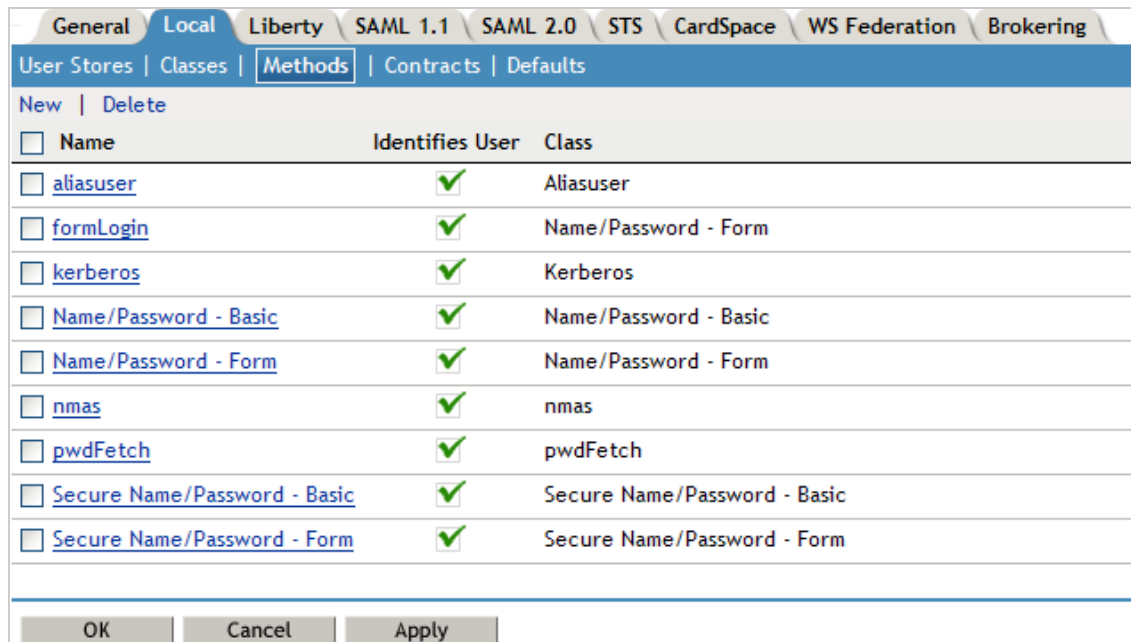 General Local Liberty SAML 1.1 SAML 2.0 STS CardSpace WS Federation Brokering
User Stores | Classes | Methods | Contracts | Defaults
New | Delete
Name Identifies User Class
aliasuser Aliasuser
formLogin Name/Password - Form
kerberos Kerberos
Name/Password - Basic Name/Password - Basic
Name/Password - Form Name/Password - Form
nmas nmas
pwdFetch pwdFetch
Secure Name/Password - Basic Secure Name/Password - Basic
Secure Name/Password - Form Secure Name/Password - Form
OK Cancel Apply